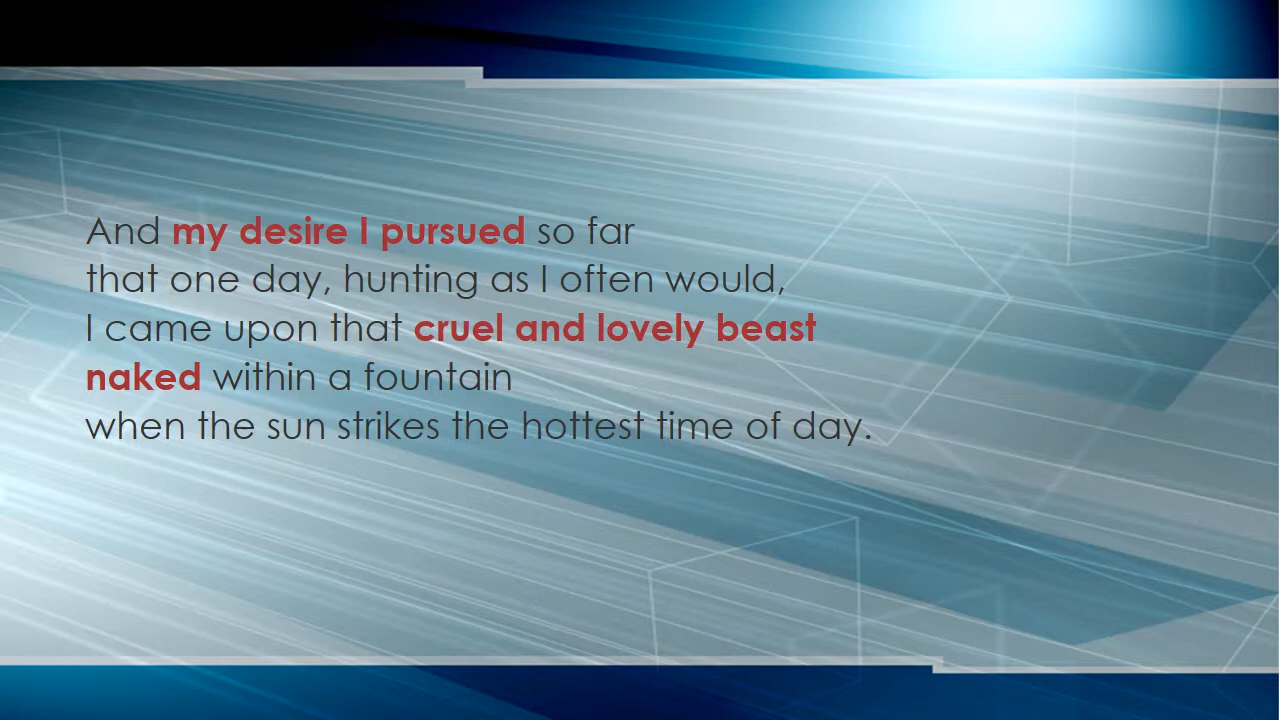 And my desire I pursued so far
that one day, hunting as I often would,
I came upon that cruel and lovely beast
naked within a fountain
when the sun strikes the hottest time of day.